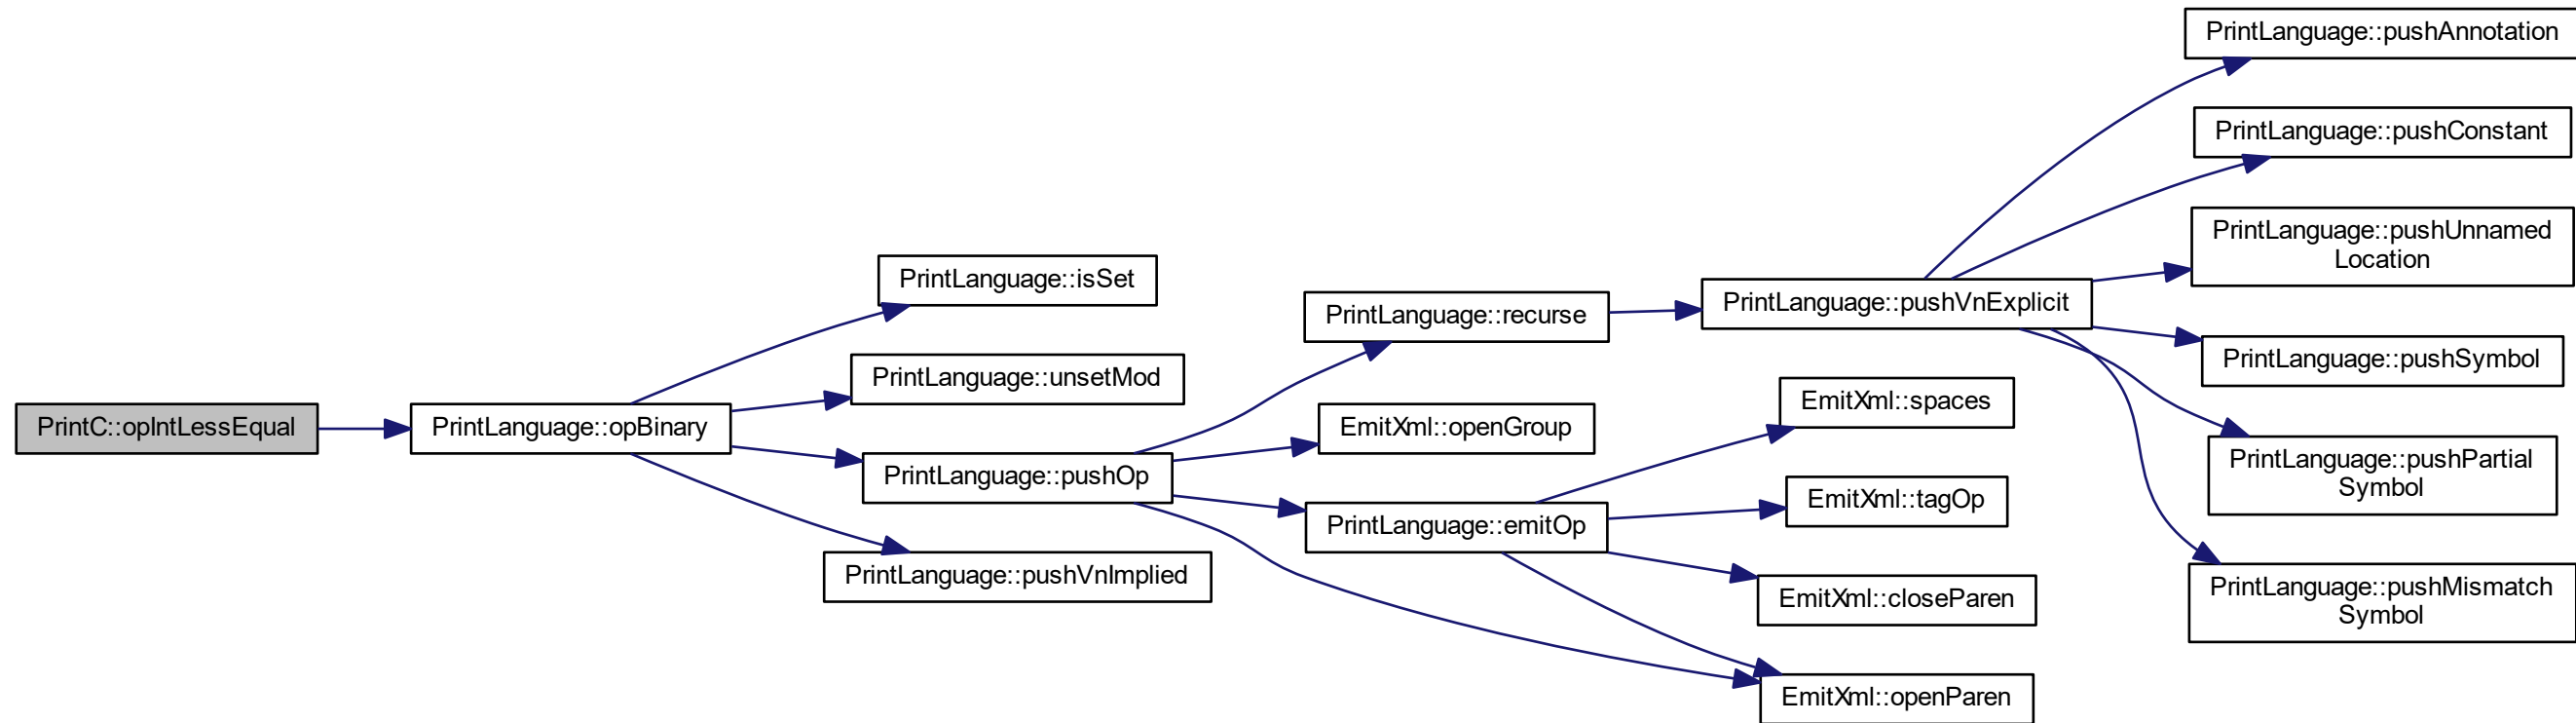 PrintLanguage::pushAnnotation
PrintLanguage::pushConstant
PrintLanguage::pushUnnamed
Location
PrintLanguage::isSet
PrintLanguage::recurse
PrintLanguage::pushVnExplicit
PrintLanguage::pushSymbol
PrintLanguage::unsetMod
EmitXml::spaces
PrintC::opIntLessEqual
PrintLanguage::opBinary
EmitXml::openGroup
PrintLanguage::pushPartial
Symbol
PrintLanguage::pushOp
EmitXml::tagOp
PrintLanguage::emitOp
PrintLanguage::pushVnImplied
EmitXml::closeParen
PrintLanguage::pushMismatch
Symbol
EmitXml::openParen